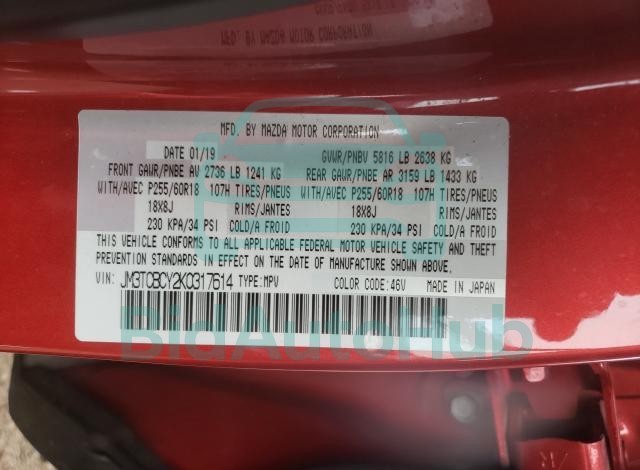 MFD. BY MAZDA MOTOR CORPORATION
MFD. BY MAZDA MOTOR CORPORATION
DATE 01/19 GVWR/PNBV 5816 LB 2638 KG
FRONT GAWR/PNBE AV 2736 LB 1241 KG REAR GAWR/PNBE AR 3159 LB 1433 KG
WITH/AVEC P255/60R18 107H TIRES/PNEUS WITH/AVEC P255/60R18 107H TIRES/PNEUS
18X8J RIMS/JANTES 18X8J RIMS/JANTES
230 KPA/34 PSI COLD/A FROID 230 KPA/34 PSI COLD/A FROID
THIS VEHICLE CONFORMS TO ALL APPLICABLE FEDERAL MOTOR VEHICLE SAFETY AND THEFT
PREVENTION STANDARDS IN EFFECT ON THE DATE OF MANUFACTURE SHOWN ABOVE.
VIN: JM3TCBCY2K0317614 TYPE:MPV COLOR CODE:46V MADE IN JAPAN
BidAutoHub